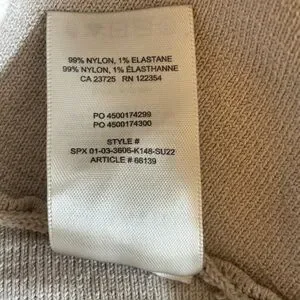 99% NYLON, 1% ELASTANE
99% NYLON, 1% ÉLASTHANNE
CA 23725 RN 122354
PO 4500174299
PO 4500174300
STYLE #
SPX 01-03-3606-K148-SU22
ARTICLE # 66139